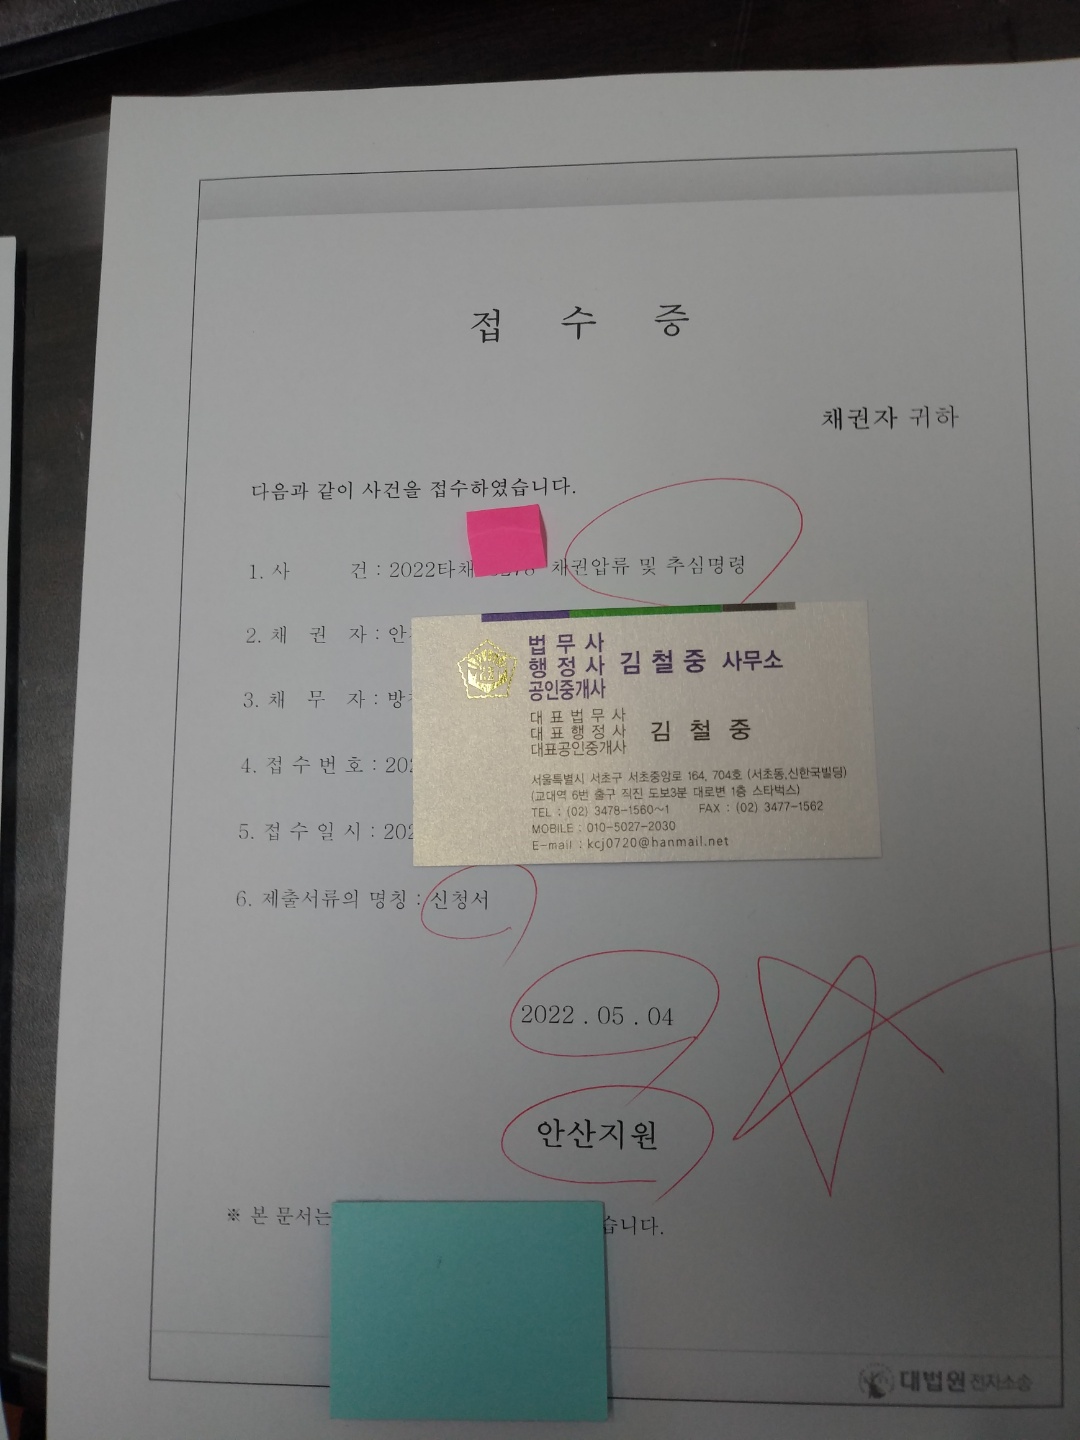 접 수 증
채권자 귀하
다음과 같이 사건을 접수하였습니다.
1. 사 건 : 2022타채 채권압류 및 추심명령
2. 채 권 자 : 안
3. 채 무 자 : 방
4. 접 수 번 호 : 202
5. 접 수 일 시 : 202
6. 제출서류의 명칭 : 신청서
법무사
행정사 김철중 사무소
공인중개사
대표법무사
대표행정사 김 철 중
대표공인중개사
서울특별시 서초구 서초중앙로 164, 704호 (서초동,신한국빌딩)
(교대역 6번 출구 직진 도보3분 대로변 1층 스타벅스)
TEL : (02) 3478-1560~1 FAX : (02) 3477-1562
MOBILE : 010-5027-2030
E-mail : kcj0720@hanmail.net
2022 . 05 . 04
안산지원
※ 본 문서는 습니다.
대법원 전자소송